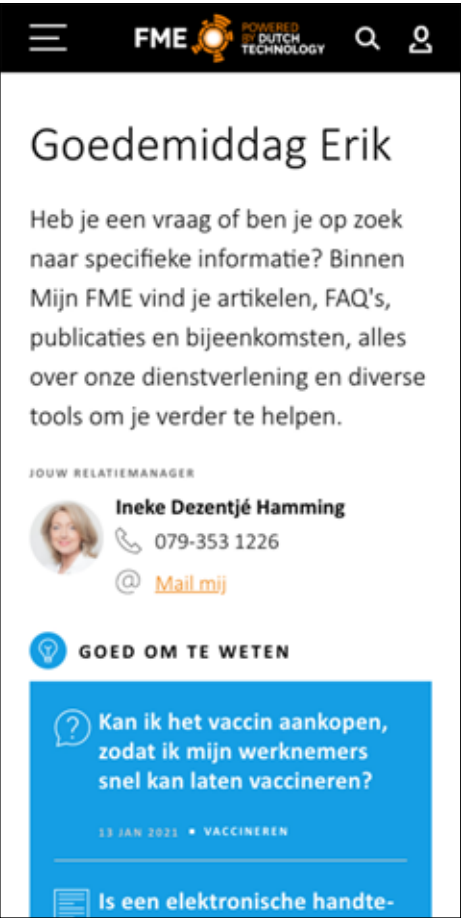 FME POWERED
BY DUTCH
TECHNOLOGY
Goedemiddag Erik
Heb je een vraag of ben je op zoek
naar specifieke informatie? Binnen
Mijn FME vind je artikelen, FAQ's,
publicaties en bijeenkomsten, alles
over onze dienstverlening en diverse
tools om je verder te helpen.
JOUW RELATIEMANAGER
Ineke Dezentjé Hamming
079-353 1226
@ Mail mij
GOED OM TE WETEN
? Kan ik het vaccin aankopen,
zodat ik mijn werknemers
snel kan laten vaccineren?
13 JAN 2021 • VACCINEREN
Is een elektronische handte-